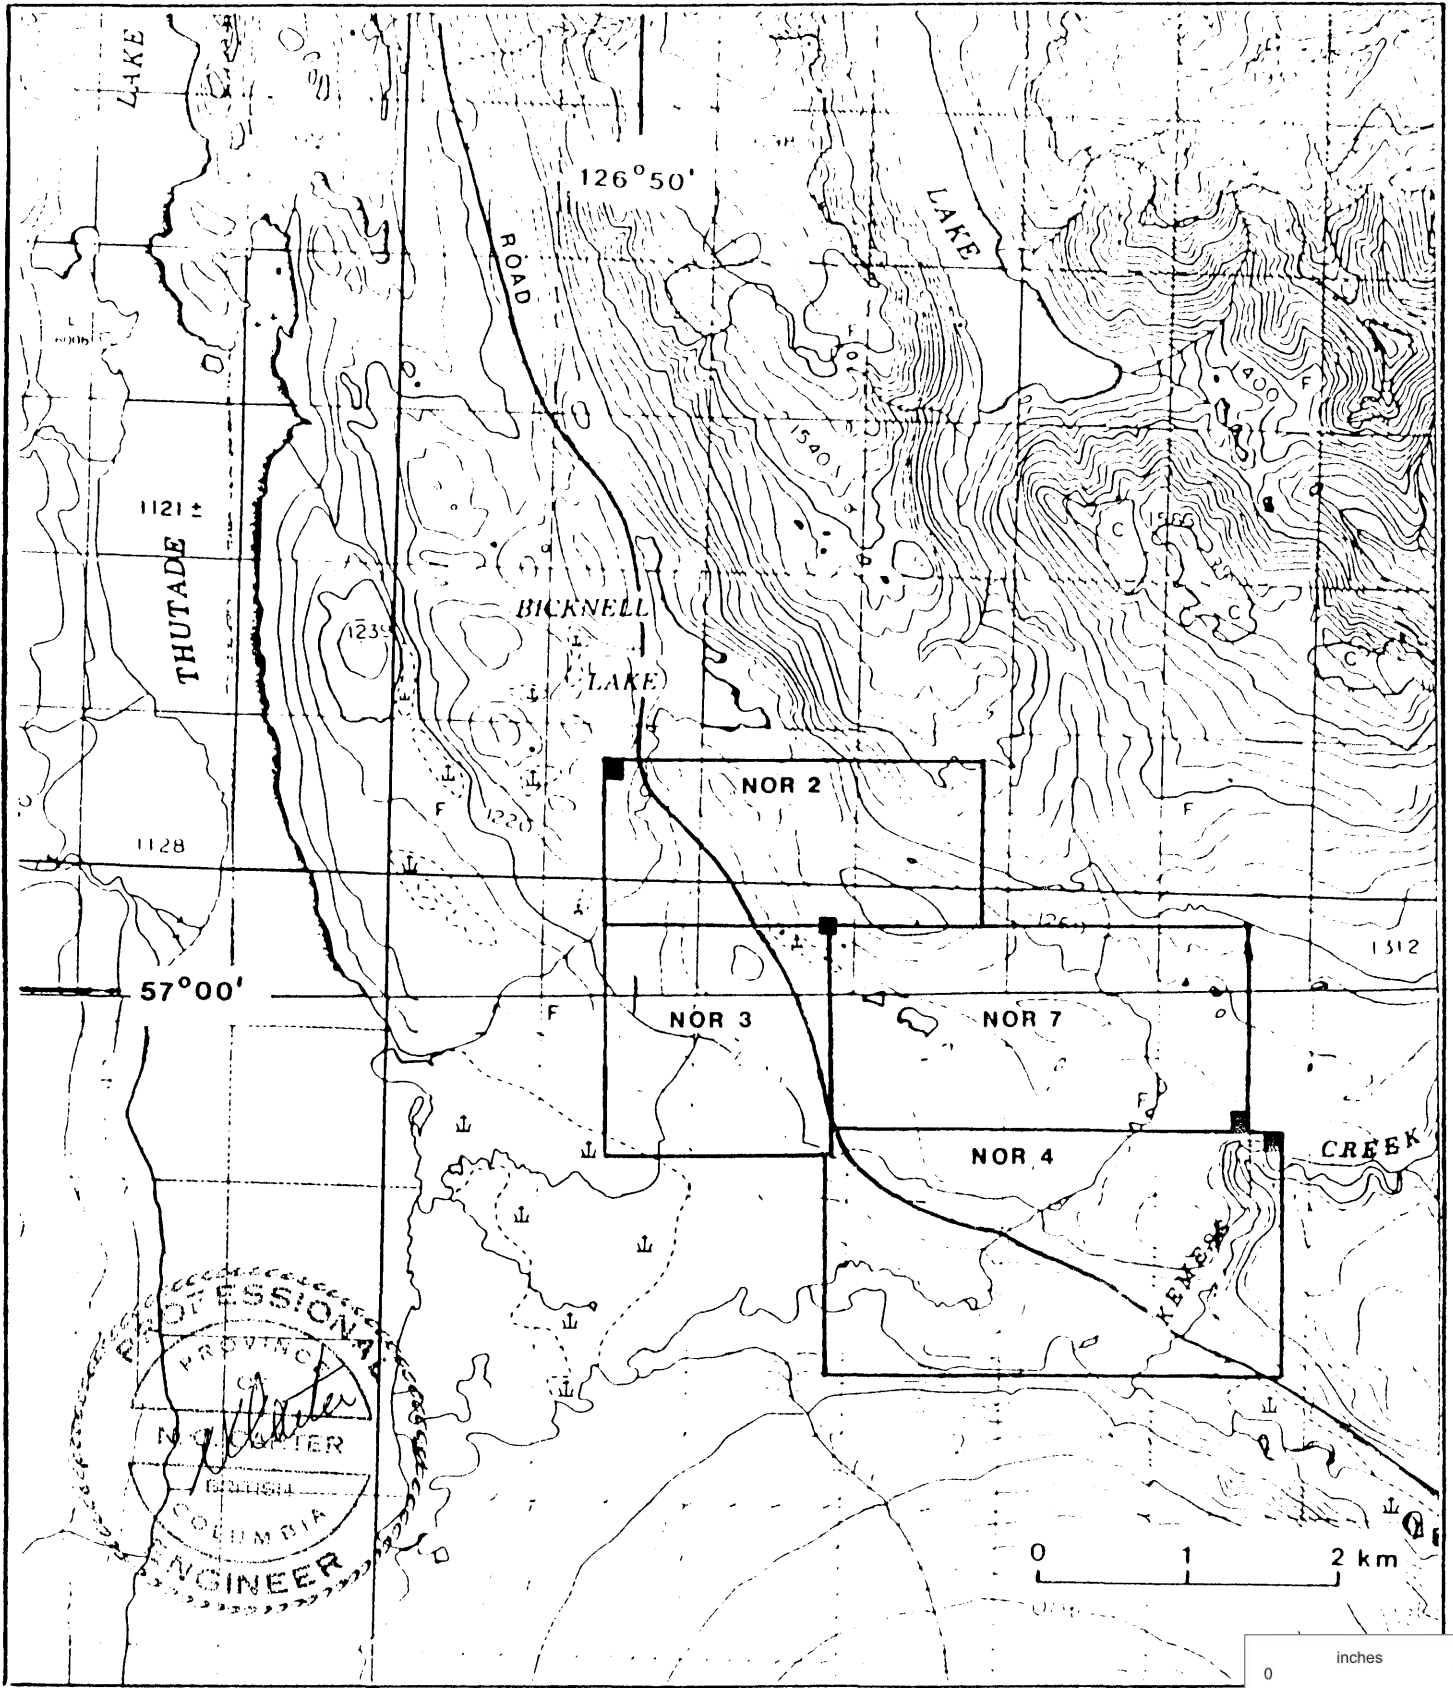 LAKE
126°50'
LAKE
ROAD
F
1400
F
1540
1121 ±
THUTADE
C
BICKNELL
LAKE
1239
C
C
C
NOR 2
F
F
1220
1128
1312
57°00'
F
NOR 3
NOR 7
F
NOR 4
CREEK
KEMESS
PROFESSIONAL
PROVINCE
OF
N.C. CARTER
BRITISH
COLUMBIA
ENGINEER
0 1 2 km
inches
0